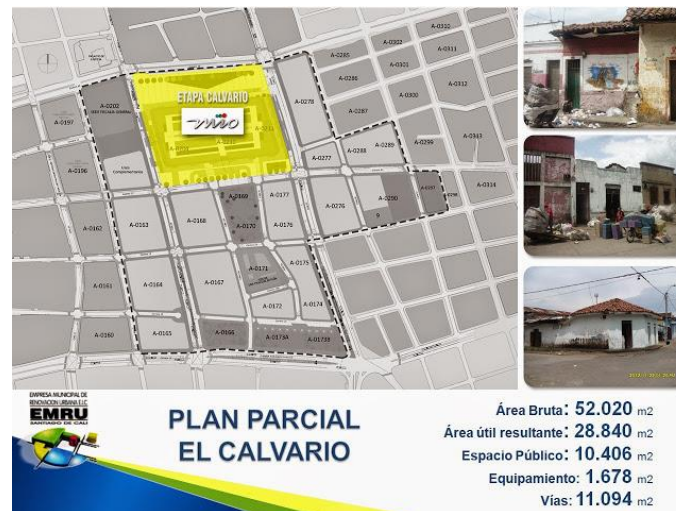 A-0332
A-0302
A-0311
A-0285
A-0301
A-0286
A-0312
A-0278
A-0300
A-0202
A-0287
ETAPA CALVARIO
A-0197
A-0299
A-0313
A-0289
A-0288
A-0277
A-0196
A-0314
A-0169
A-0177
A-0276
A-0290
A-0163
A-0168
A-0170
A-0176
A-0162
A-0171
A-0175
A-0161
A-0164
A-0167
A-0172
A-0174
A-0160
A-0165
A-0166
A-0173A
A-0173B
EMPRESA MUNICIPAL DE
RENOVACION URBANA E.I.C
EMRU
SANTIAGO DE CALI
PLAN PARCIAL
EL CALVARIO
Área Bruta: 52.020 m2
Área útil resultante: 28.840 m2
Espacio Público: 10.406 m2
Equipamiento: 1.678 m2
Vías: 11.094 m2